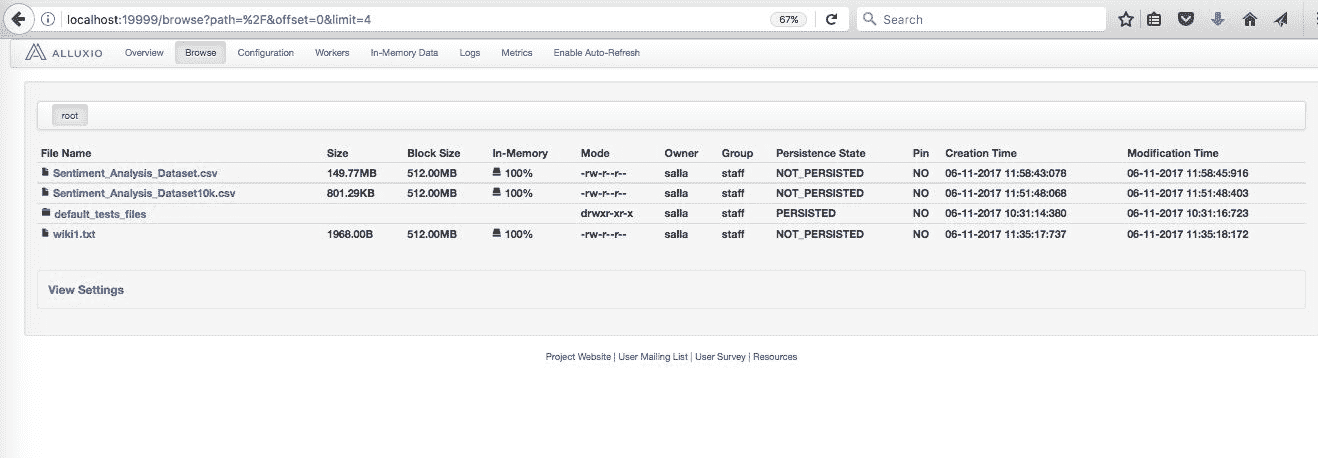 localhost:19999/browse?path=%2F&offset=0&limit=4 67% Search
ALLUXIO Overview Browse Configuration Workers In-Memory Data Logs Metrics Enable Auto-Refresh
root
File Name Size Block Size In-Memory Mode Owner Group Persistence State Pin Creation Time Modification Time
Sentiment_Analysis_Dataset.csv 149.77MB 512.00MB 100% -rw-r--r-- salla staff NOT_PERSISTED NO 06-11-2017 11:58:43:078 06-11-2017 11:58:45:916
Sentiment_Analysis_Dataset10k.csv 801.29KB 512.00MB 100% -rw-r--r-- salla staff NOT_PERSISTED NO 06-11-2017 11:51:48:068 06-11-2017 11:51:48:403
default_tests_files drwxr-xr-x salla staff PERSISTED NO 06-11-2017 10:31:14:380 06-11-2017 10:31:16:723
wiki1.txt 1968.00B 512.00MB 100% -rw-r--r-- salla staff NOT_PERSISTED NO 06-11-2017 11:35:17:737 06-11-2017 11:35:18:172
View Settings
Project Website | User Mailing List | User Survey | Resources